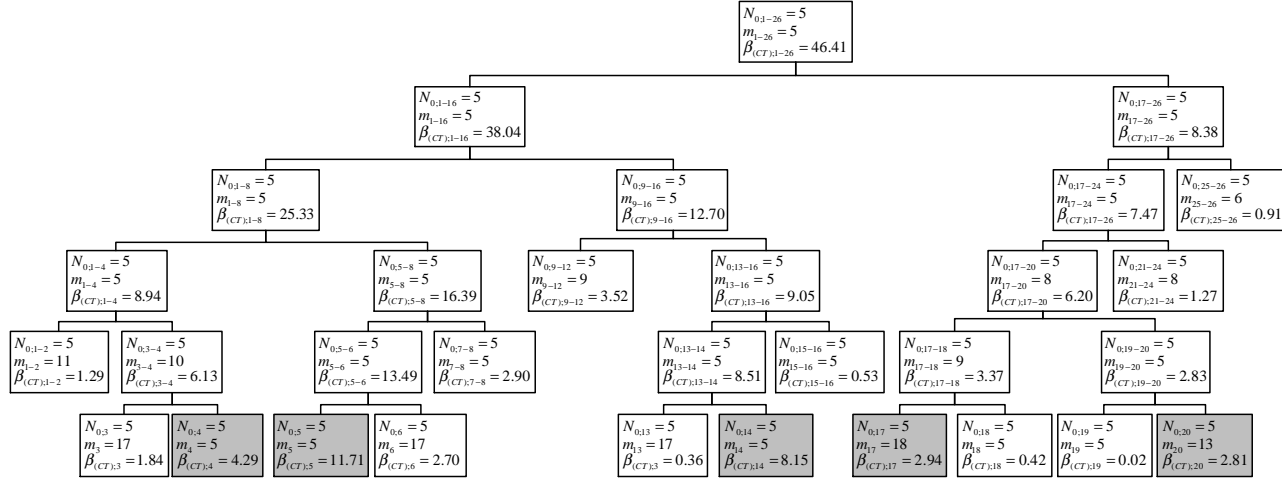 N0;1−26 = 5
m1−26 = 5
β(CT);1−26 = 46.41
N0;1−16 = 5
m1−16 = 5
β(CT);1−16 = 38.04
N0;17−26 = 5
m17−26 = 5
β(CT);17−26 = 8.38
N0;1−8 = 5
m1−8 = 5
β(CT);1−8 = 25.33
N0;9−16 = 5
m9−16 = 5
β(CT);9−16 = 12.70
N0;17−24 = 5
m17−24 = 5
β(CT);17−26 = 7.47
N0;25−26 = 5
m25−26 = 6
β(CT);25−26 = 0.91
N0;1−4 = 5
m1−4 = 5
β(CT);1−4 = 8.94
N0;5−8 = 5
m5−8 = 5
β(CT);5−8 = 16.39
N0;9−12 = 5
m9−12 = 9
β(CT);9−12 = 3.52
N0;13−16 = 5
m13−16 = 5
β(CT);13−16 = 9.05
N0;17−20 = 5
m17−20 = 8
β(CT);17−20 = 6.20
N0;21−24 = 5
m21−24 = 8
β(CT);21−24 = 1.27
N0;1−2 = 5
m1−2 = 11
β(CT);1−2 = 1.29
N0;3−4 = 5
m3−4 = 10
β(CT);3−4 = 6.13
N0;5−6 = 5
m5−6 = 5
β(CT);5−6 = 13.49
N0;7−8 = 5
m7−8 = 5
β(CT);7−8 = 2.90
N0;13−14 = 5
m13−14 = 5
β(CT);13−14 = 8.51
N0;15−16 = 5
m15−16 = 5
β(CT);15−16 = 0.53
N0;17−18 = 5
m17−18 = 9
β(CT);17−18 = 3.37
N0;19−20 = 5
m19−20 = 5
β(CT);19−20 = 2.83
N0;3 = 5
m3 = 17
β(CT);3 = 1.84
N0;4 = 5
m4 = 5
β(CT);4 = 4.29
N0;5 = 5
m5 = 5
β(CT);5 = 11.71
N0;6 = 5
m6 = 17
β(CT);6 = 2.70
N0;13 = 5
m13 = 17
β(CT);3 = 0.36
N0;14 = 5
m14 = 5
β(CT);14 = 8.15
N0;17 = 5
m17 = 18
β(CT);17 = 2.94
N0;18 = 5
m18 = 5
β(CT);18 = 0.42
N0;19 = 5
m19 = 5
β(CT);19 = 0.02
N0;20 = 5
m20 = 13
β(CT);20 = 2.81